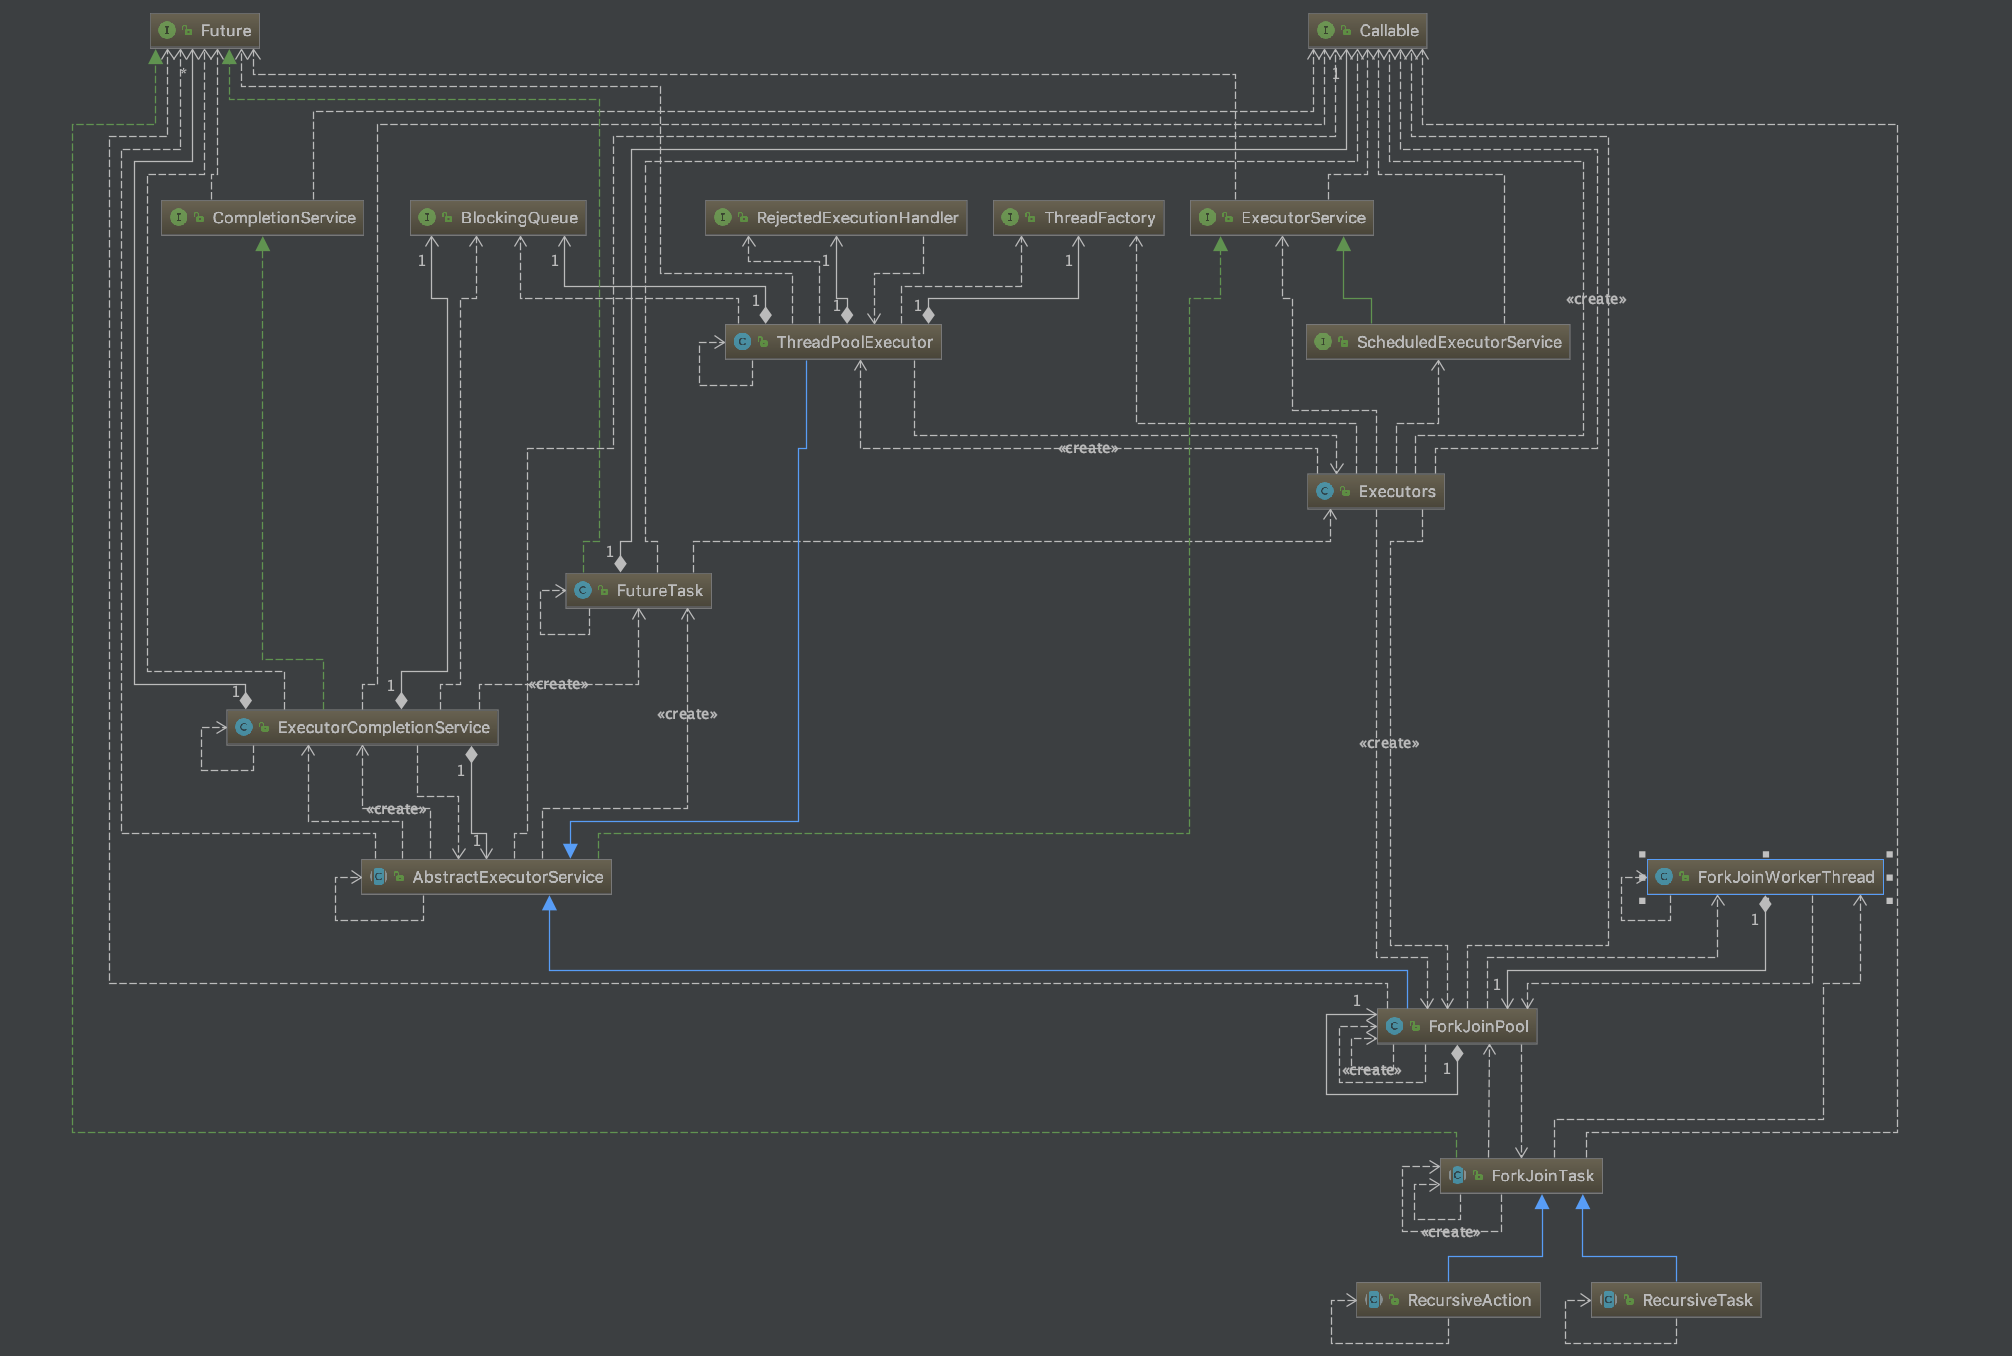 Future
Callable
*
1
CompletionService
BlockingQueue
RejectedExecutionHandler
ThreadFactory
ExecutorService
1
1
1
1
«create»
1
1
1
ThreadPoolExecutor
ScheduledExecutorService
«create»
Executors
1
FutureTask
1
1
«create»
«create»
ExecutorCompletionService
«create»
1
«create»
1
AbstractExecutorService
ForkJoinWorkerThread
1
1
1
ForkJoinPool
«create»
1
ForkJoinTask
«create»
RecursiveAction
RecursiveTask